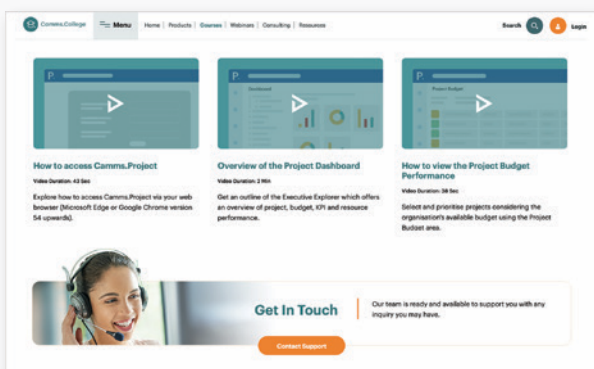 Camms.College
Menu
Home | Products | Courses | Webinars | Consulting | Resources
Search
Login
P.
P.
Dashboard
P.
Project Budget
How to access Camms.Project
Video Duration: 43 Sec
Explore how to access Camms.Project via your web
browser (Microsoft Edge or Google Chrome version
54 upwards).
Overview of the Project Dashboard
Video Duration: 2 Min
Get an outline of the Executive Explorer which offers
an overview of project, budget, KPI and resource
performance.
How to view the Project Budget
Performance
Video Duration: 38 Sec
Select and prioritise projects considering the
organisation's available budget using the Project
Budget area.
Get In Touch
Our team is ready and available to support you with any
inquiry you may have.
Contact Support